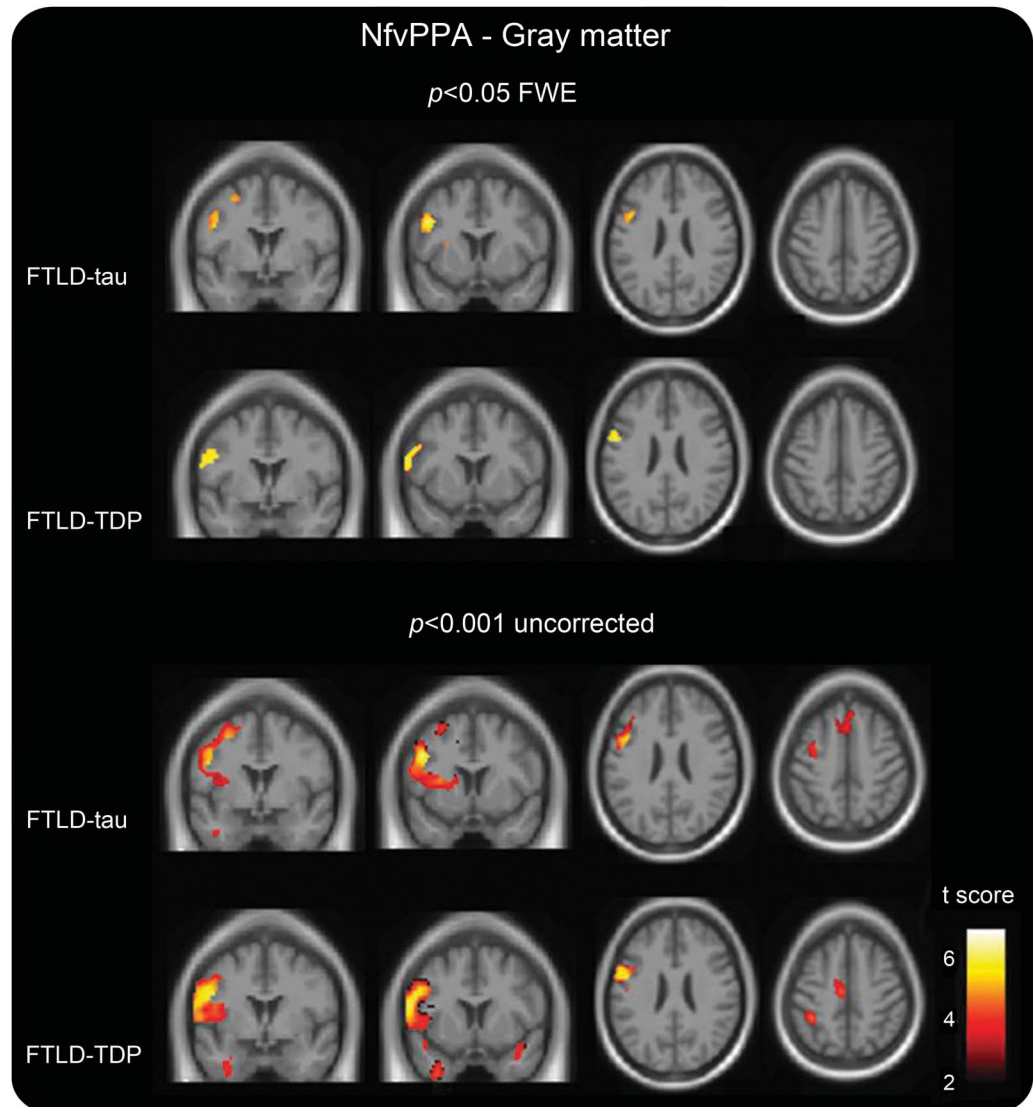 NfvPPA - Gray matter
p<0.05 FWE
FTLD-tau
FTLD-TDP
p<0.001 uncorrected
FTLD-tau
t score
6
4
FTLD-TDP
2